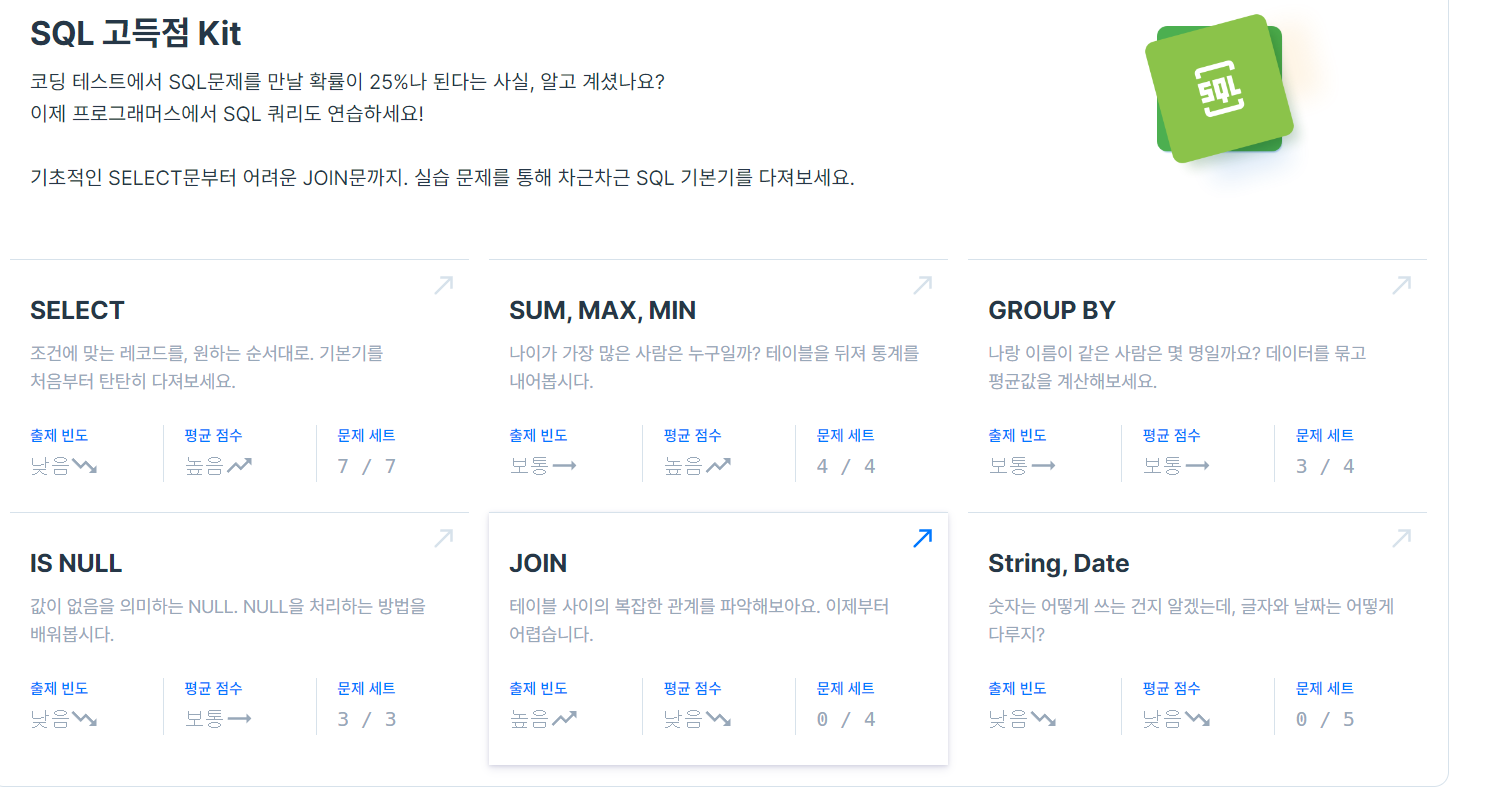 SQL 고득점 Kit
SQL
코딩 테스트에서 SQL문제를 만날 확률이 25%나 된다는 사실, 알고 계셨나요?
이제 프로그래머스에서 SQL 쿼리도 연습하세요!
기초적인 SELECT문부터 어려운 JOIN문까지. 실습 문제를 통해 차근차근 SQL 기본기를 다져보세요.
SELECT
조건에 맞는 레코드를, 원하는 순서대로. 기본기를
처음부터 탄탄히 다져보세요.
출제 빈도
낮음
평균 점수
높음
문제 세트
7 / 7
SUM, MAX, MIN
나이가 가장 많은 사람은 누구일까? 테이블을 뒤져 통계를
내어봅시다.
출제 빈도
보통
평균 점수
높음
문제 세트
4 / 4
GROUP BY
나랑 이름이 같은 사람은 몇 명일까요? 데이터를 묶고
평균값을 계산해보세요.
출제 빈도
보통
평균 점수
보통
문제 세트
3 / 4
IS NULL
값이 없음을 의미하는 NULL. NULL을 처리하는 방법을
배워봅시다.
출제 빈도
낮음
평균 점수
보통
문제 세트
3 / 3
JOIN
테이블 사이의 복잡한 관계를 파악해보아요. 이제부터
어렵습니다.
출제 빈도
높음
평균 점수
낮음
문제 세트
0 / 4
String, Date
숫자는 어떻게 쓰는 건지 알겠는데, 글자와 날짜는 어떻게
다루지?
출제 빈도
낮음
평균 점수
낮음
문제 세트
0 / 5